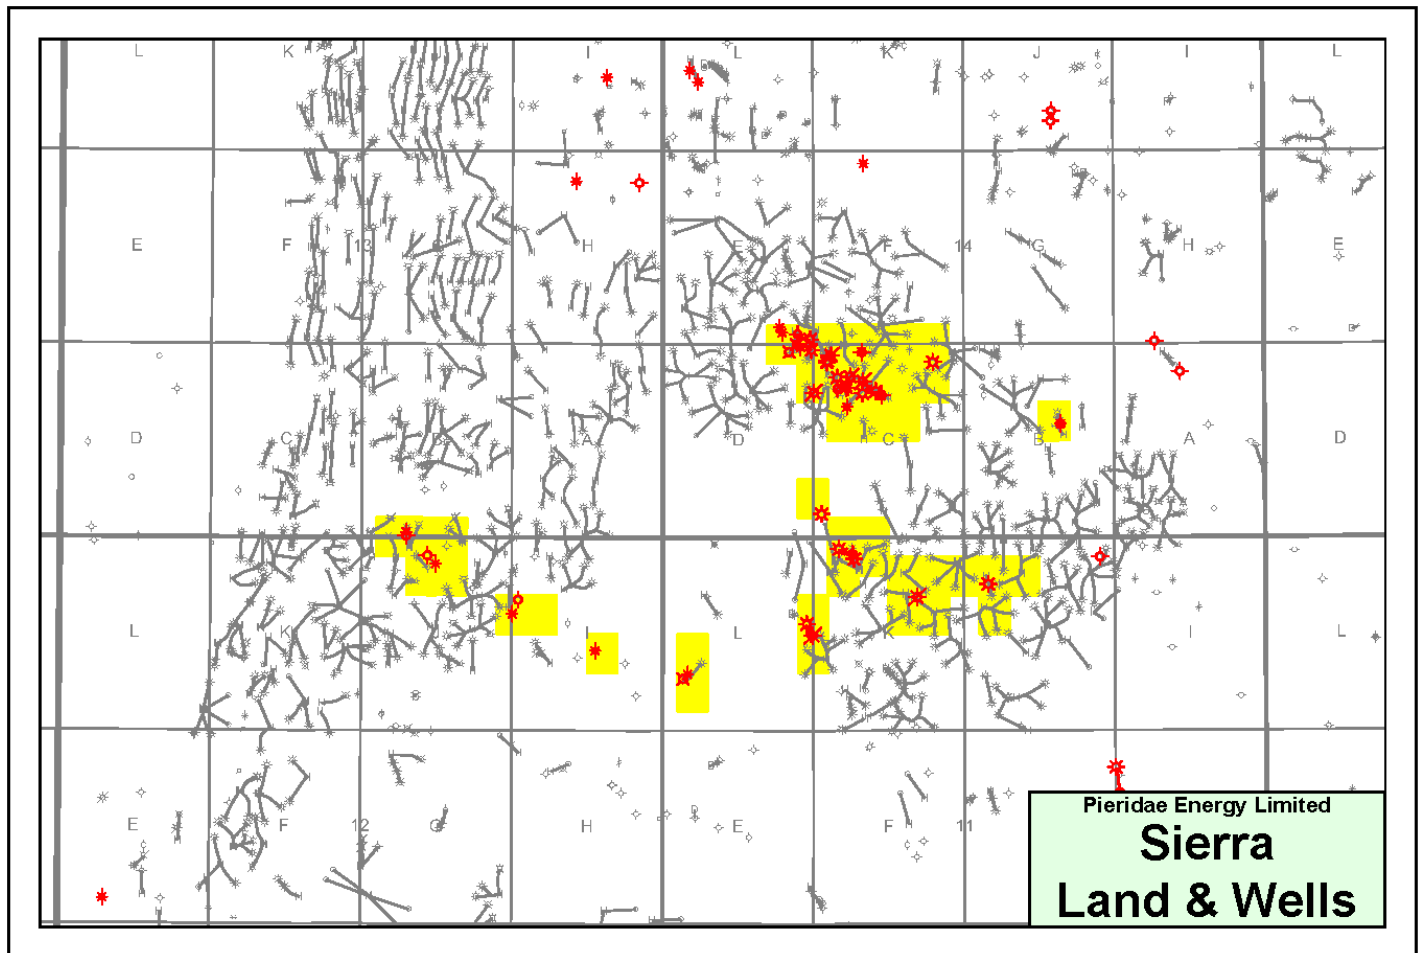 L K I L K J I L
E F 13 G H E F 14 G H E
D C B A D C B A D
L K I L K I L
E F 12 G H E F 11
Pieridae Energy Limited
Sierra
Land & Wells